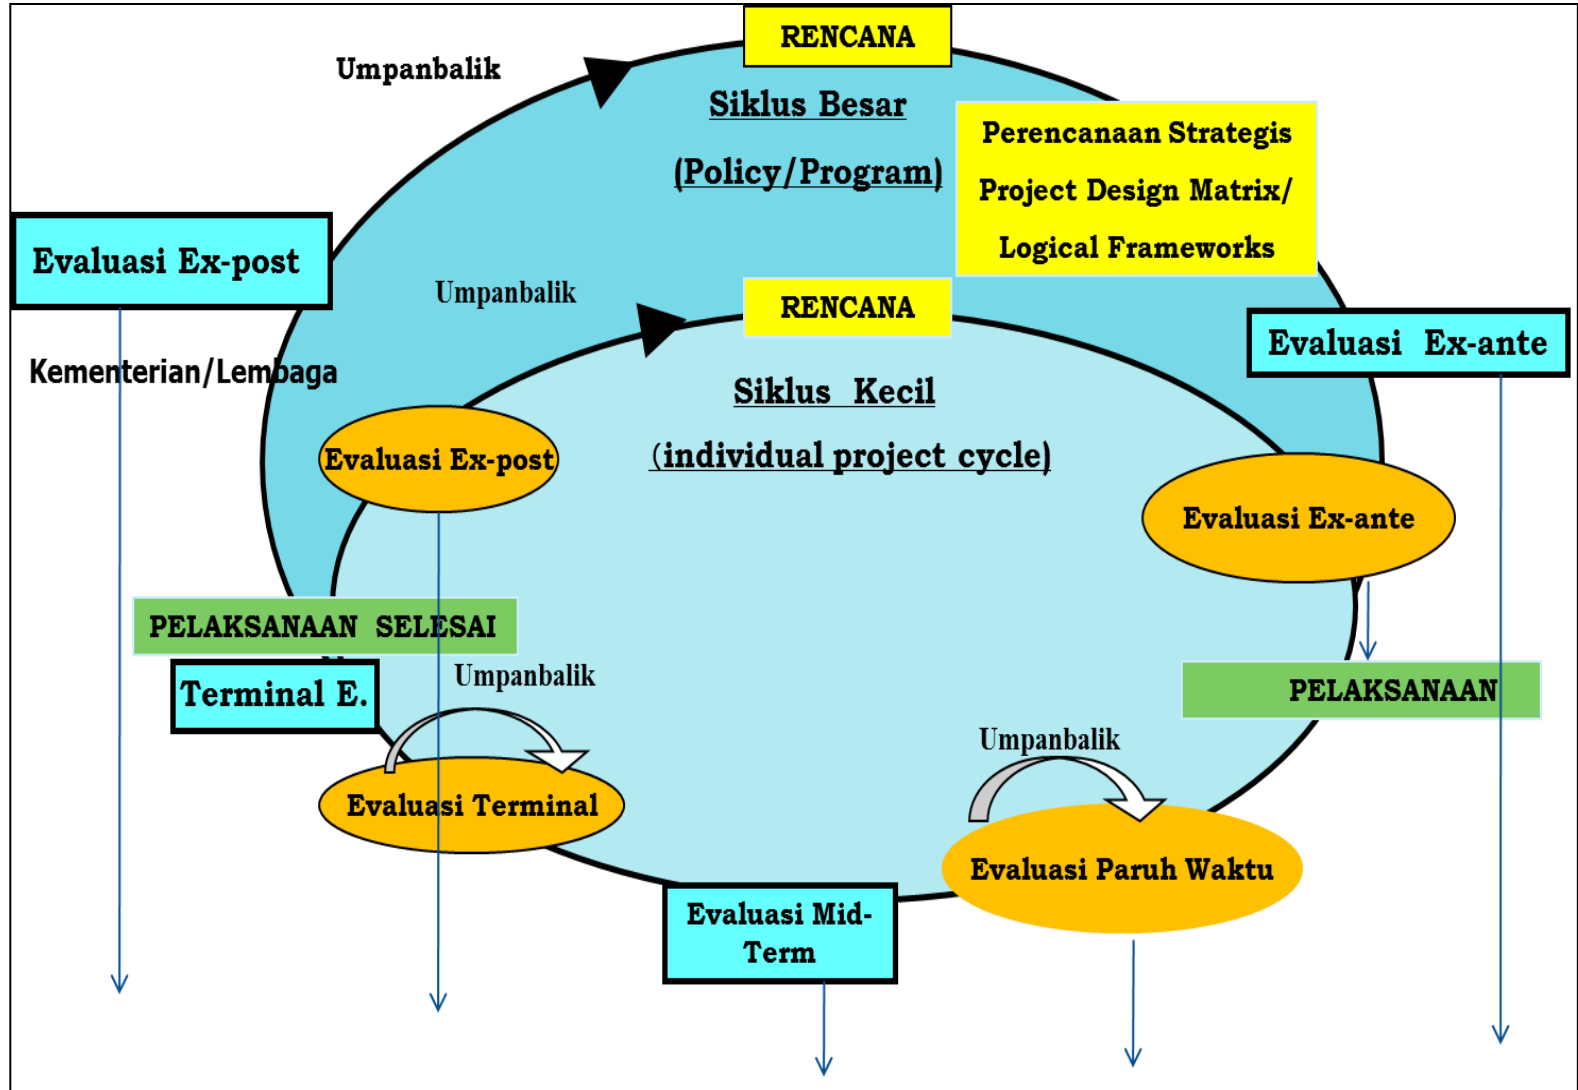 RENCANA
Umpanbalik
Siklus Besar
(Policy/Program)
Perencanaan Strategis
Project Design Matrix/
Logical Frameworks
Evaluasi Ex-post
Umpanbalik
RENCANA
Evaluasi Ex-ante
Kementerian/Lembaga
Siklus Kecil
(individual project cycle)
Evaluasi Ex-post
Evaluasi Ex-ante
PELAKSANAAN SELESAI
Umpanbalik
Terminal E.
PELAKSANAAN
Umpanbalik
Evaluasi Terminal
Evaluasi Paruh Waktu
Evaluasi Mid-
Term